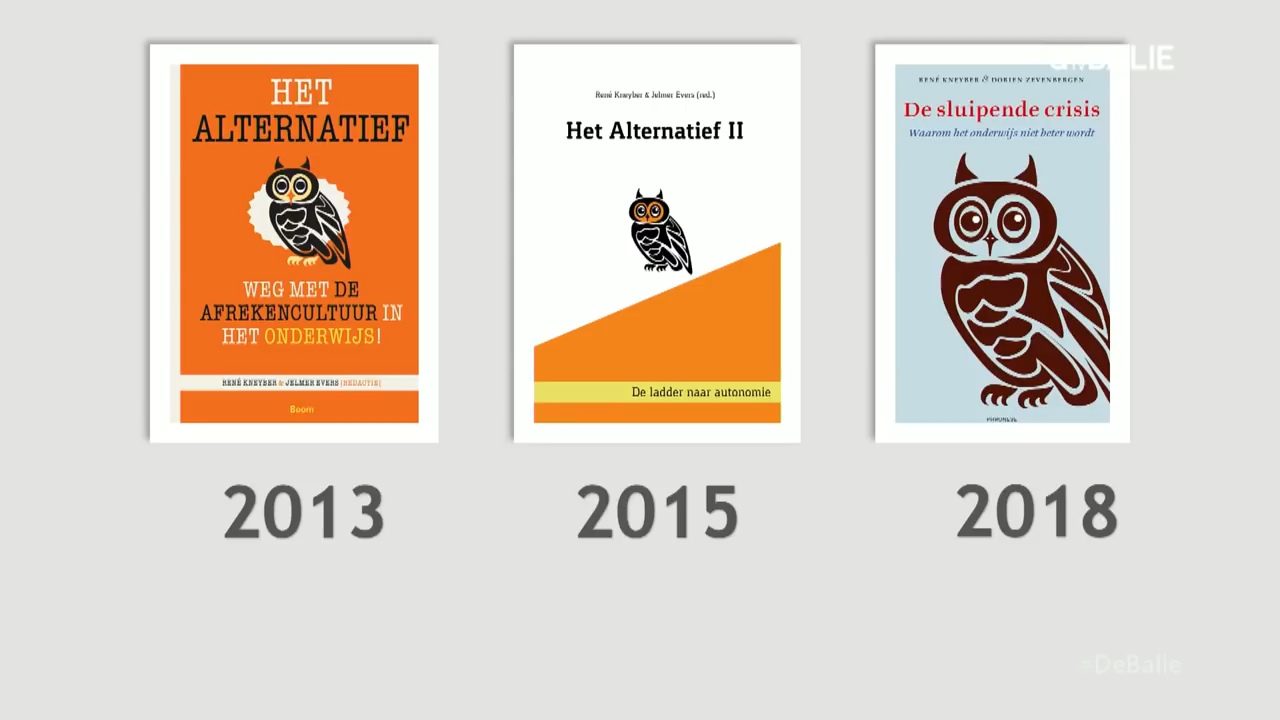 HET
ALTERNATIEF
WEG MET DE
AFREKENCULTUUR IN
HET ONDERWIJS!
RENÉ KNEYBER & JELMER EVERS (REDACTIE)
Boom
2013
René Kneyber & Jelmer Evers (red.)
Het Alternatief II
De ladder naar autonomie
2015
RENÉ KNEYBER & DORIEN ZEVENBERGEN
De sluipende crisis
Waarom het onderwijs niet beter wordt
PHRONESE
2018
#DeBalie